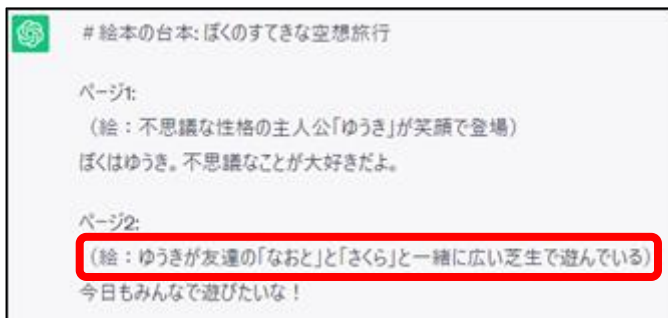 # 絵本の台本: ぼくのすてきな空想旅行
ページ1:
（絵：不思議な性格の主人公「ゆうき」が笑顔で登場）
ぼくはゆうき。不思議なことが大好きだよ。
ページ2:
（絵：ゆうきが友達の「なおと」と「さくら」と一緒に広い芝生で遊んでいる）
今日もみんなで遊びたいな！